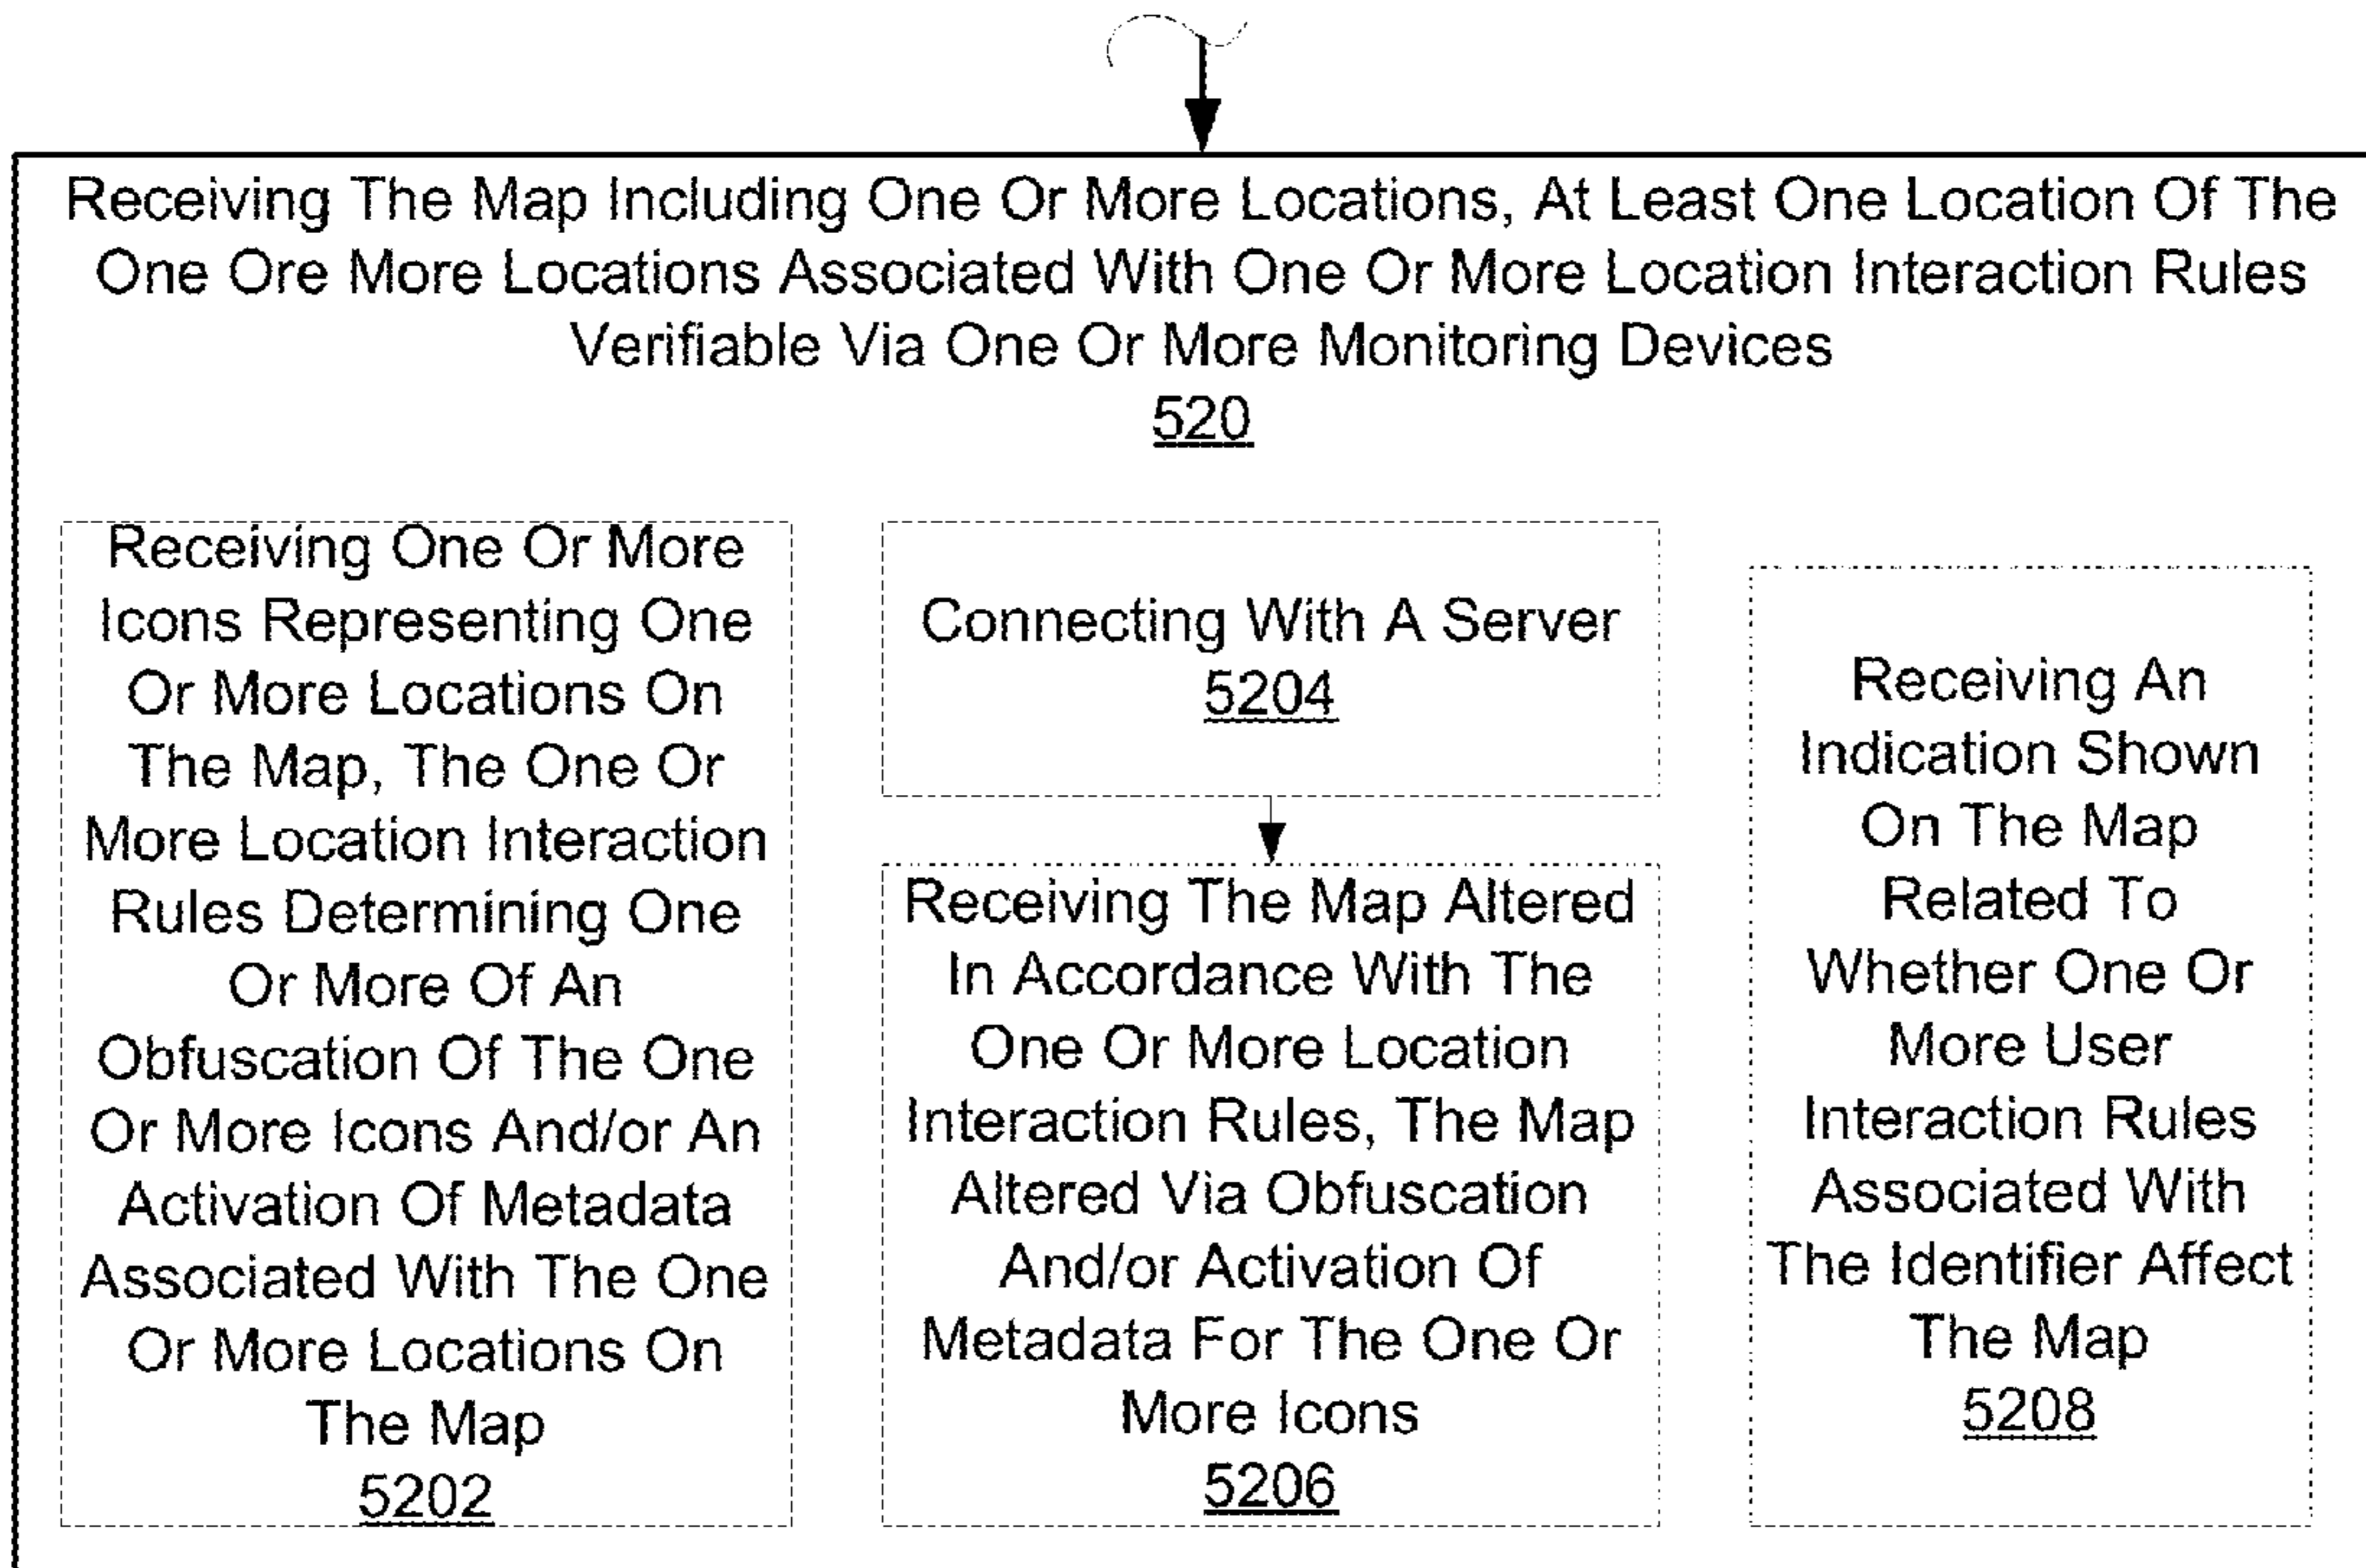 Receiving The Map Including One Or More Locations, At Least One Location Of The
One Ore More Locations Associated With One Or More Location Interaction Rules
Verifiable Via One Or More Monitoring Devices
520
Receiving One Or More
Icons Representing One
Or More Locations On
The Map, The One Or
More Location Interaction
Rules Determining One
Or More Of An
Obfuscation Of The One
Or More Icons And/or An
Activation Of Metadata
Associated With The One
Or More Locations On
The Map
5202
Connecting With A Server
5204
Receiving The Map Altered
In Accordance With The
One Or More Location
Interaction Rules, The Map
Altered Via Obfuscation
And/or Activation Of
Metadata For The One Or
More Icons
5206
Receiving An
Indication Shown
On The Map
Related To
Whether One Or
More User
Interaction Rules
Associated With
The Identifier Affect
The Map
5208